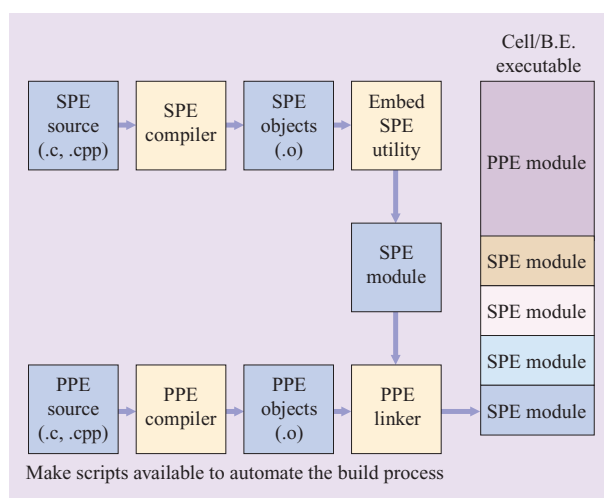 Cell/B.E.
executable
SPE
source
(.c, .cpp)
SPE
compiler
SPE
objects
(.o)
Embed
SPE
utility
SPE
module
PPE
source
(.c, .cpp)
PPE
compiler
PPE
objects
(.o)
PPE
linker
PPE module
SPE module
SPE module
SPE module
SPE module
Make scripts available to automate the build process